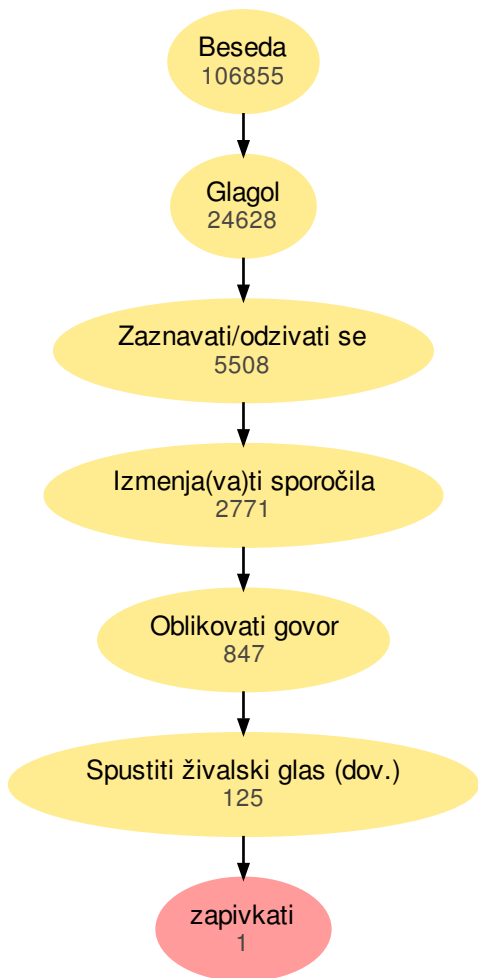 Beseda
106855
Glagol
24628
Zaznavati/odzivati se
5508
Izmenja(va)ti sporočila
2771
Oblikovati govor
847
Spustiti živalski glas (dov.)
125
zapivkati
1